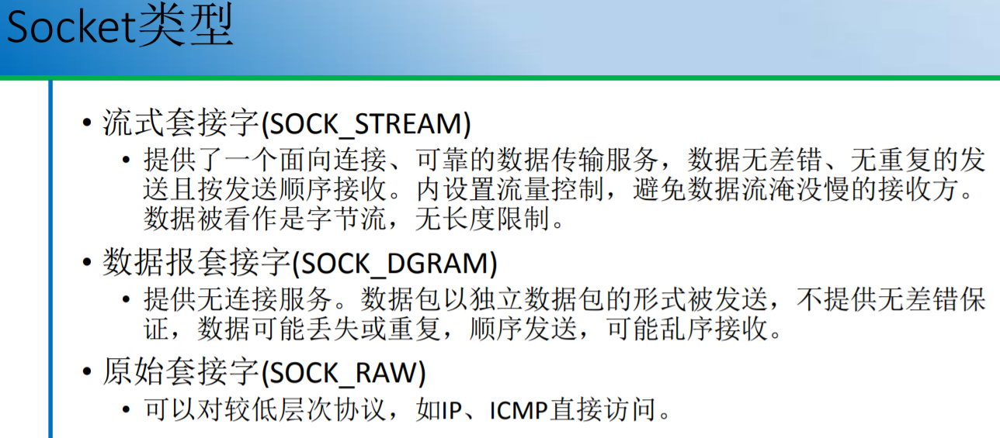 Socket类型
• 流式套接字(SOCK_STREAM)
• 提供了一个面向连接、可靠的数据传输服务，数据无差错、无重复的发
送且按发送顺序接收。内设置流量控制，避免数据流淹没慢的接收方。
数据被看作是字节流，无长度限制。
• 数据报套接字(SOCK_DGRAM)
• 提供无连接服务。数据包以独立数据包的形式被发送，不提供无差错保
证，数据可能丢失或重复，顺序发送，可能乱序接收。
• 原始套接字(SOCK_RAW)
• 可以对较低层次协议，如IP、ICMP直接访问。